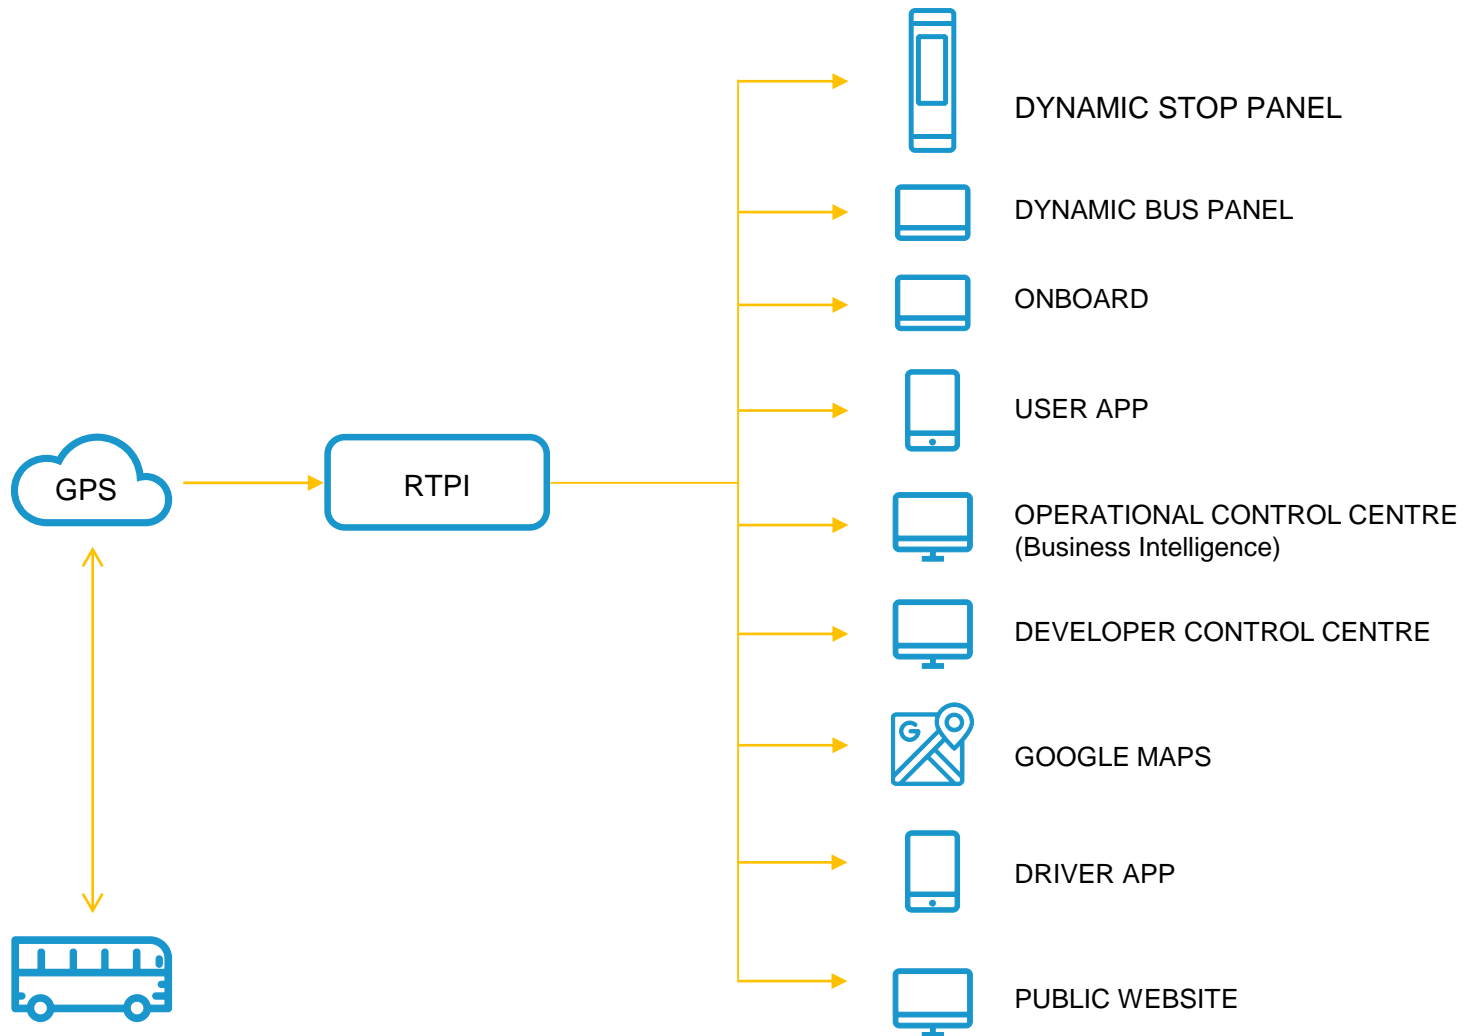 DYNAMIC STOP PANEL
DYNAMIC BUS PANEL
ONBOARD
USER APP
GPS
RTPI
OPERATIONAL CONTROL CENTRE
(Business Intelligence)
DEVELOPER CONTROL CENTRE
G
GOOGLE MAPS
DRIVER APP
PUBLIC WEBSITE